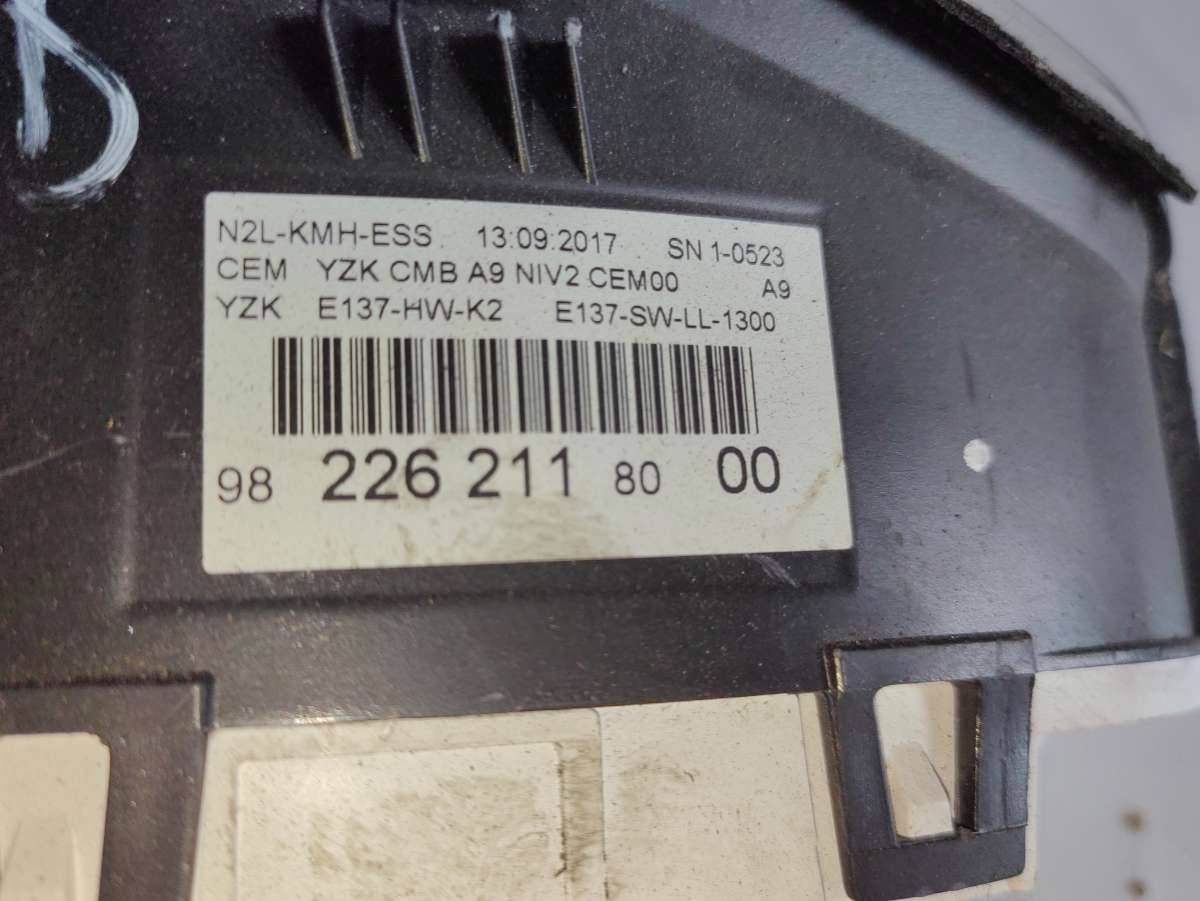 D
N2L-KMH-ESS 13:09:2017 SN 1-0523
CEM YZK CMB A9 NIV2 CEM00 A9
YZK E137-HW-K2 E137-SW-LL-1300
98 226 211 80 00